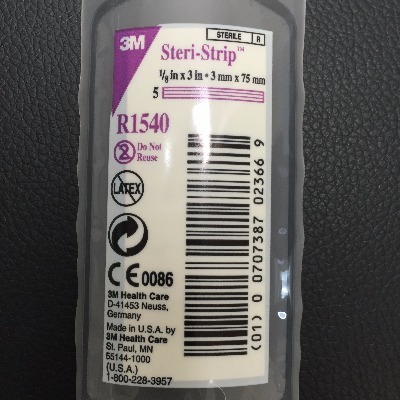 3M
STERILE R
Steri-Strip™
1/8 in x 3 in • 3 mm x 75 mm
5
R1540
2 Do Not
Reuse
LATEX
CE 0086
3M Health Care
D-41453 Neuss,
Germany
Made in U.S.A. by
3M Health Care
St. Paul, MN
55144-1000
(U.S.A.)
1-800-228-3957
(01) 0 0707387 02366 9